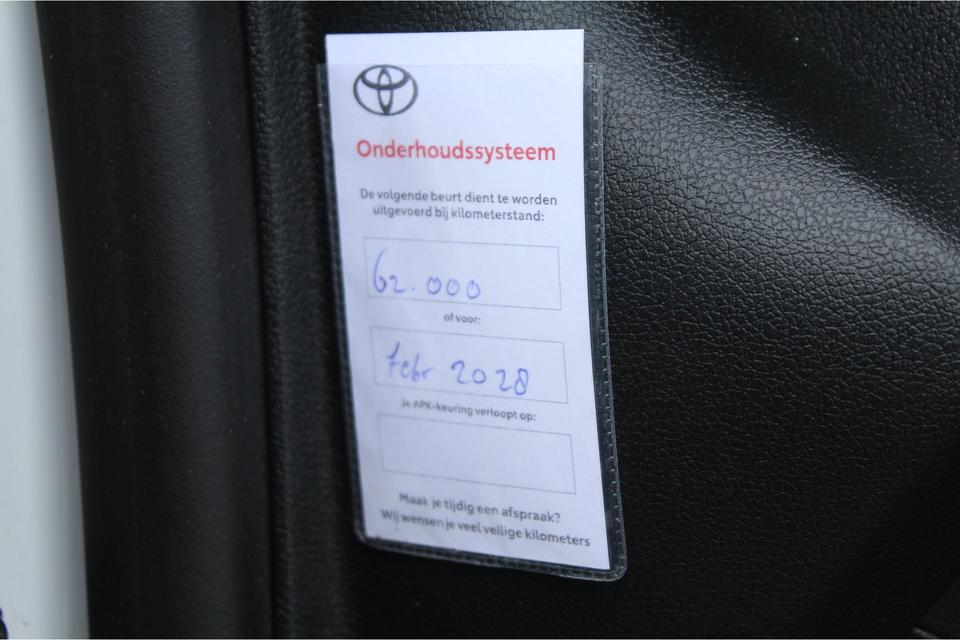 Onderhoudssysteem
De volgende beurt dient te worden
uitgevoerd bij kilometerstand:
62.000
of voor:
febr 2028
Je APK-keuring verloopt op:
Maak je tijdig een afspraak?
Wij wensen je veel veilige kilometers